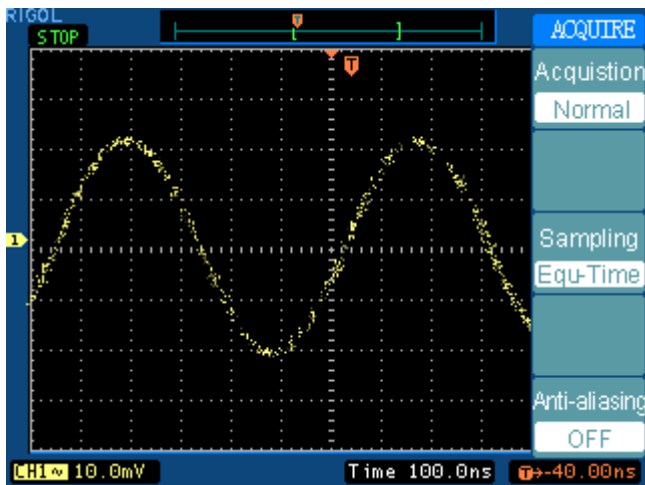 RIGOL
STOP
T
ACQUIRE
Acquistion
Normal
T
1
Sampling
Equ-Time
Anti-aliasing
OFF
CH1~ 10.0mV
Time 100.0ns
T→-40.00ns